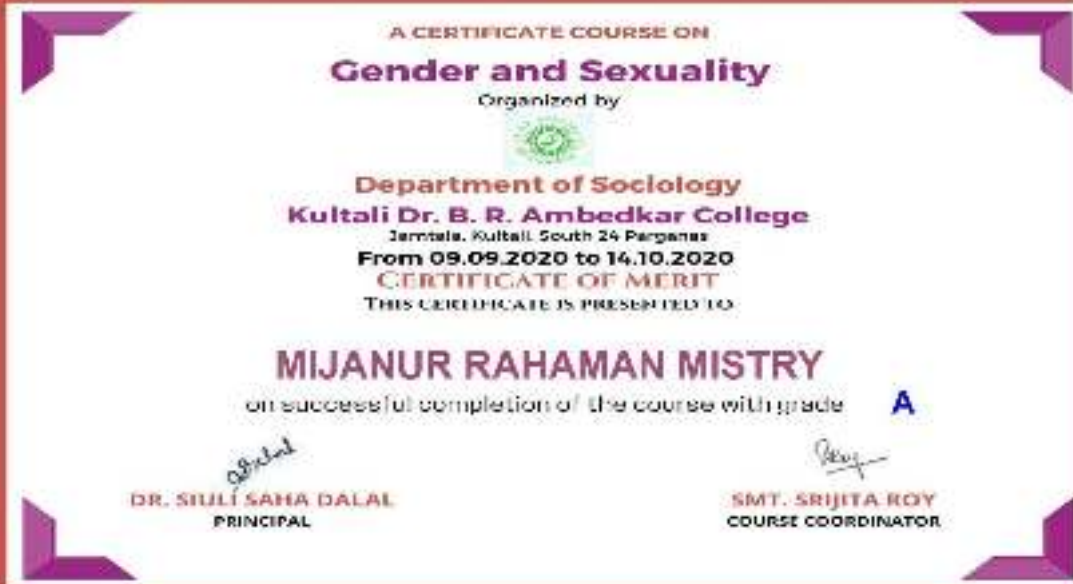 A CERTIFICATE COURSE ON
Gender and Sexuality
Organized by
Department of Sociology
Kultali Dr. B. R. Ambedkar College
Jamtala, Kultali, South 24 Parganas
From 09.09.2020 to 14.10.2020
CERTIFICATE OF MERIT
THIS CERTIFICATE IS PRESENTED TO
MIJANUR RAHAMAN MISTRY
on successful completion of the course with grade A
DR. SIULI SAHA DALAL
PRINCIPAL
SMT. SRIJITA ROY
COURSE COORDINATOR